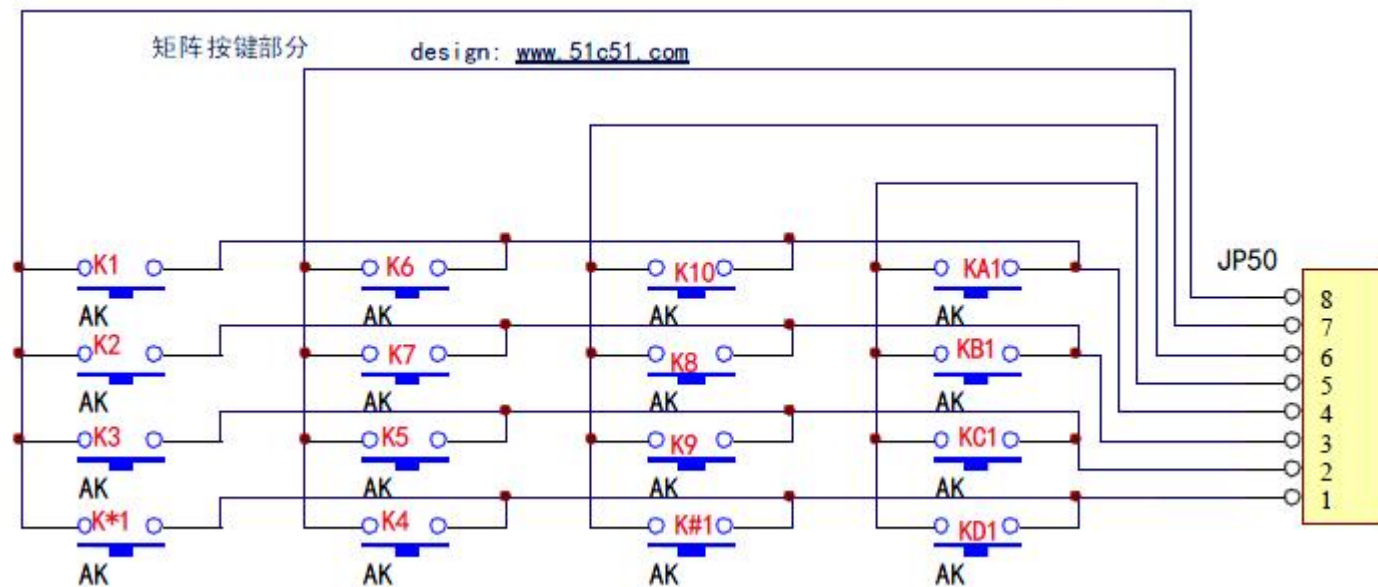 矩阵按键部分 design: www.51c51.com
JP50
K1 K6 K10 KA1
8
AK AK AK AK
7
K2 K7 K8 KB1
6
5
AK AK AK AK
4
K3 K5 K9 KC1
3
2
AK AK AK AK
1
K*1 K4 K#1 KD1
AK AK AK AK